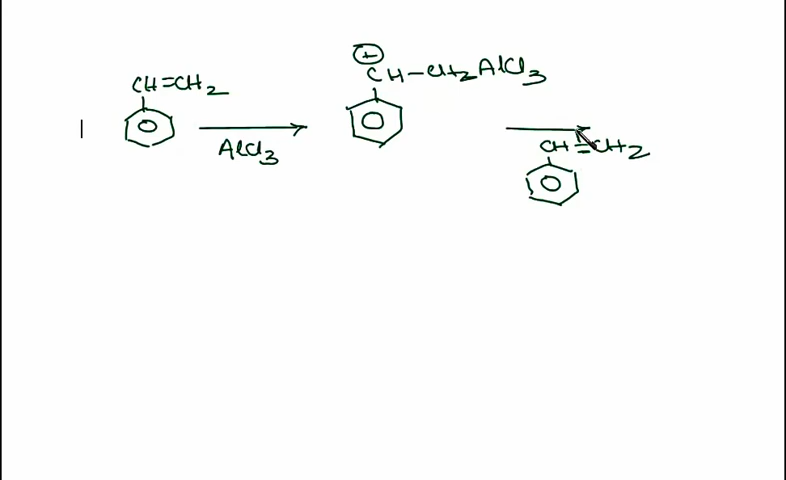 ⊕
CH=CH2
CH-CH2AlCl3
1
AlCl3
CH=CH2